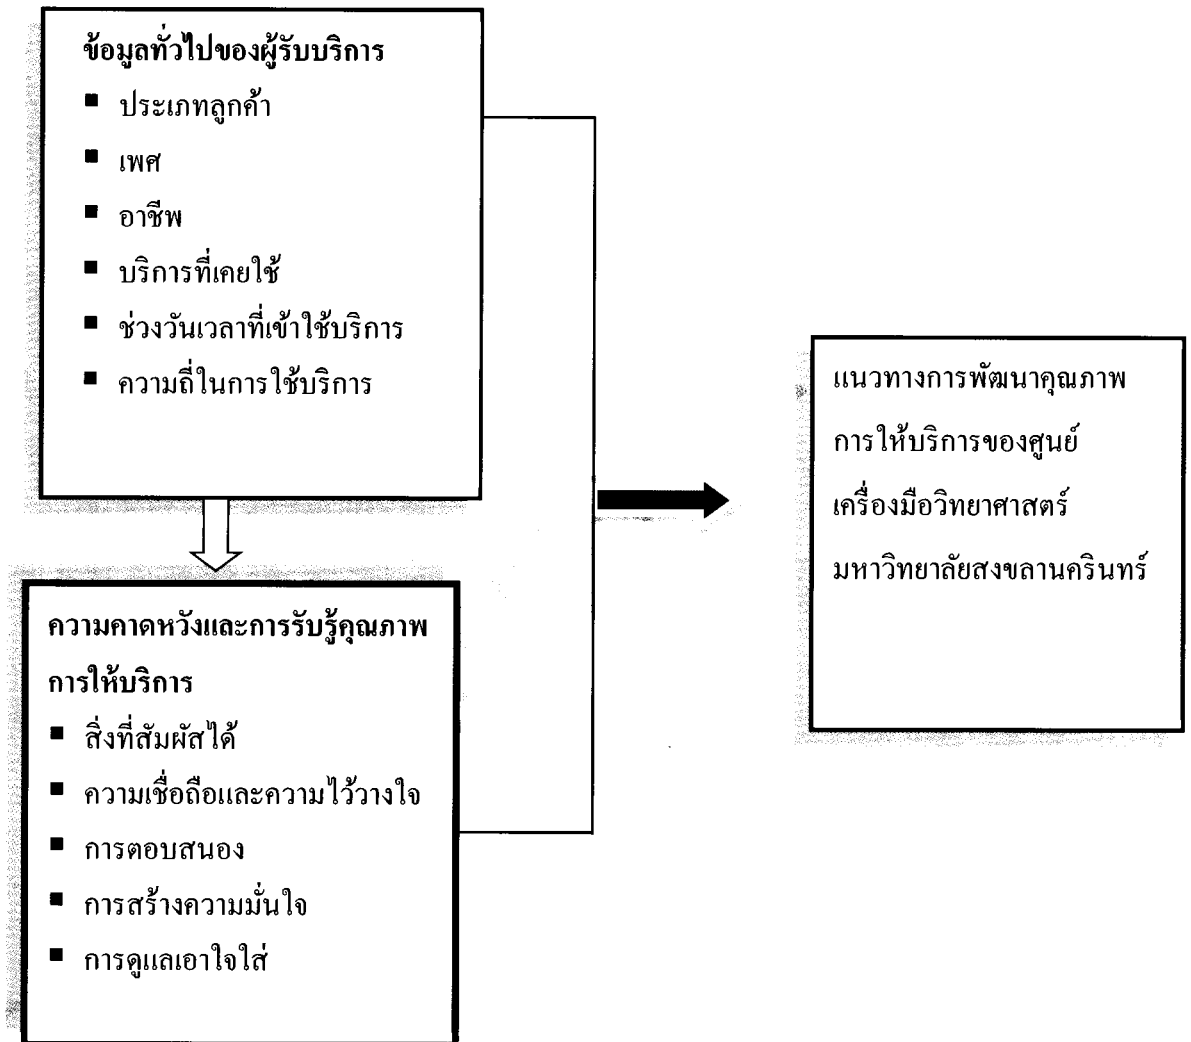 ข้อมูลทั่วไปของผู้รับบริการ
▪ ประเภทลูกค้า
▪ เพศ
▪ อาชีพ
▪ บริการที่เคยใช้
▪ ช่วงวันเวลาที่เข้าใช้บริการ
▪ ความถี่ในการใช้บริการ
ความคาดหวังและการรับรู้คุณภาพ
การให้บริการ
▪ สิ่งที่สัมผัสได้
▪ ความเชื่อถือและความไว้วางใจ
▪ การตอบสนอง
▪ การสร้างความมั่นใจ
▪ การดูแลเอาใจใส่
แนวทางการพัฒนาคุณภาพ
การให้บริการของศูนย์
เครื่องมือวิทยาศาสตร์
มหาวิทยาลัยสงขลานครินทร์